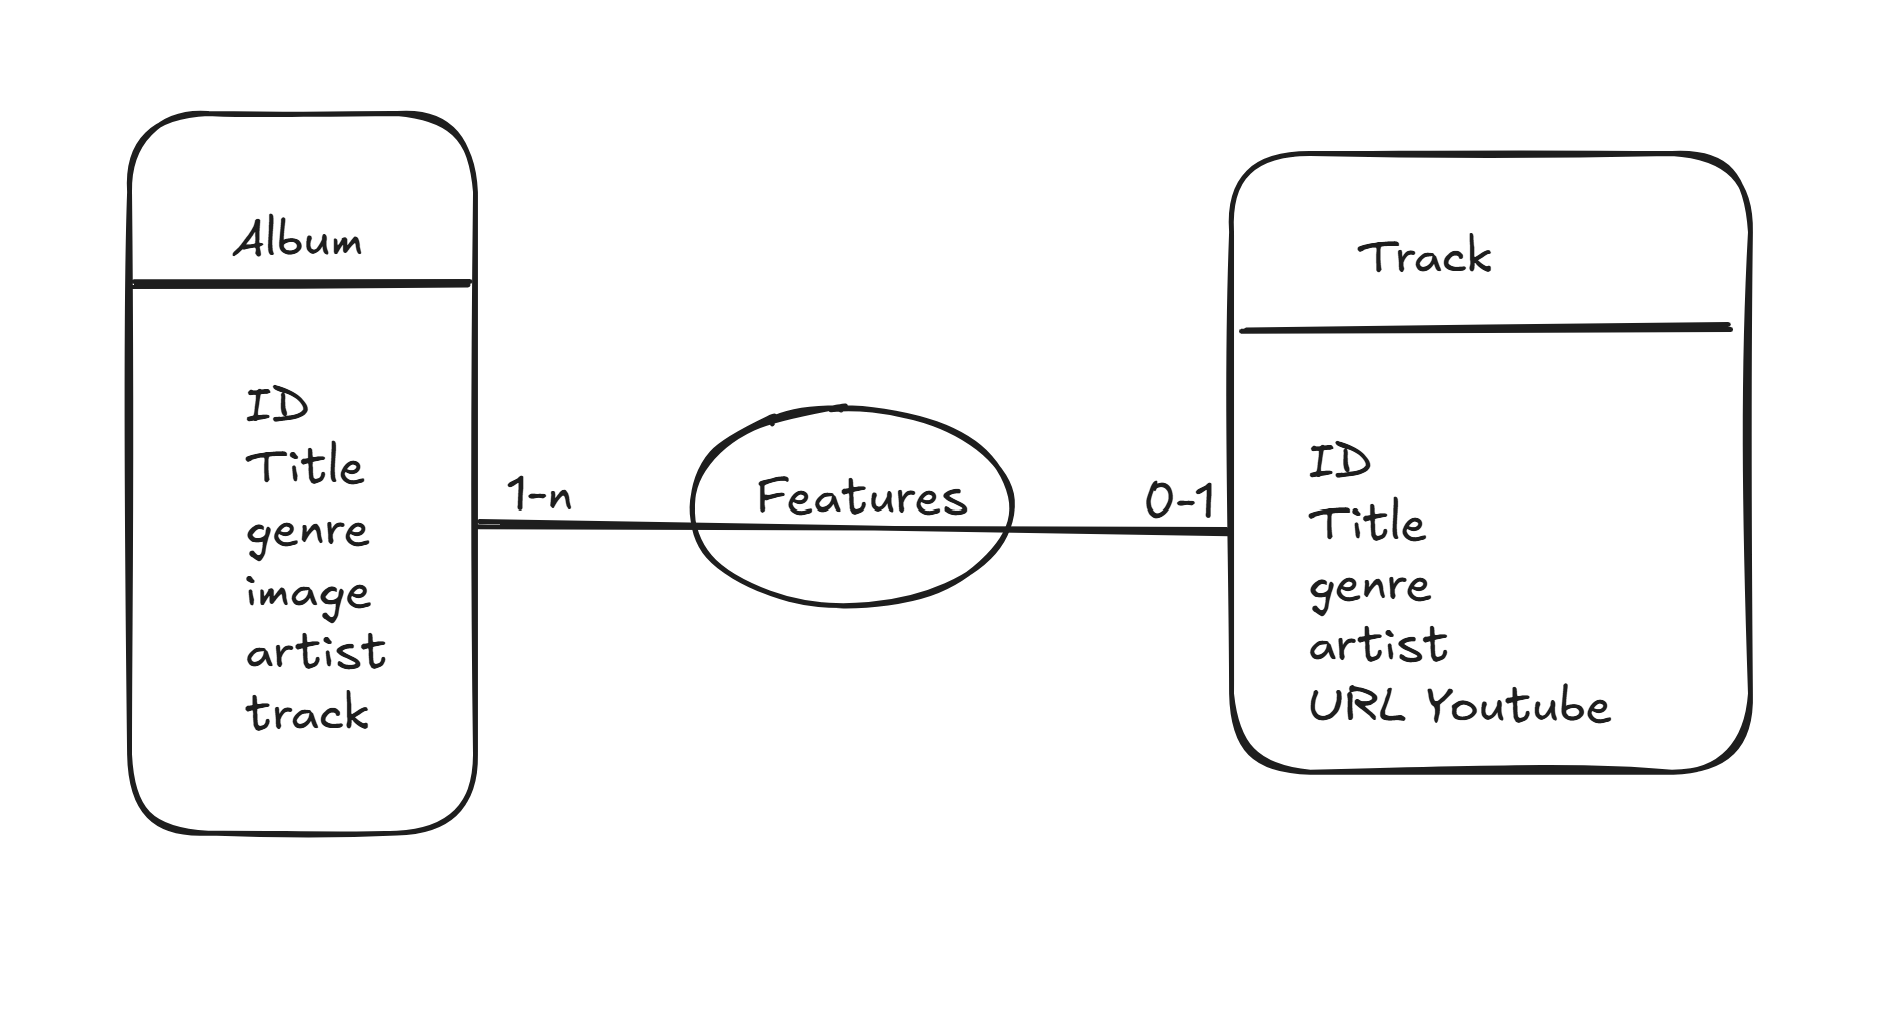 Album
ID
Title
genre
image
artist
track
1-n
Features
0-1
Track
ID
Title
genre
artist
URL Youtube